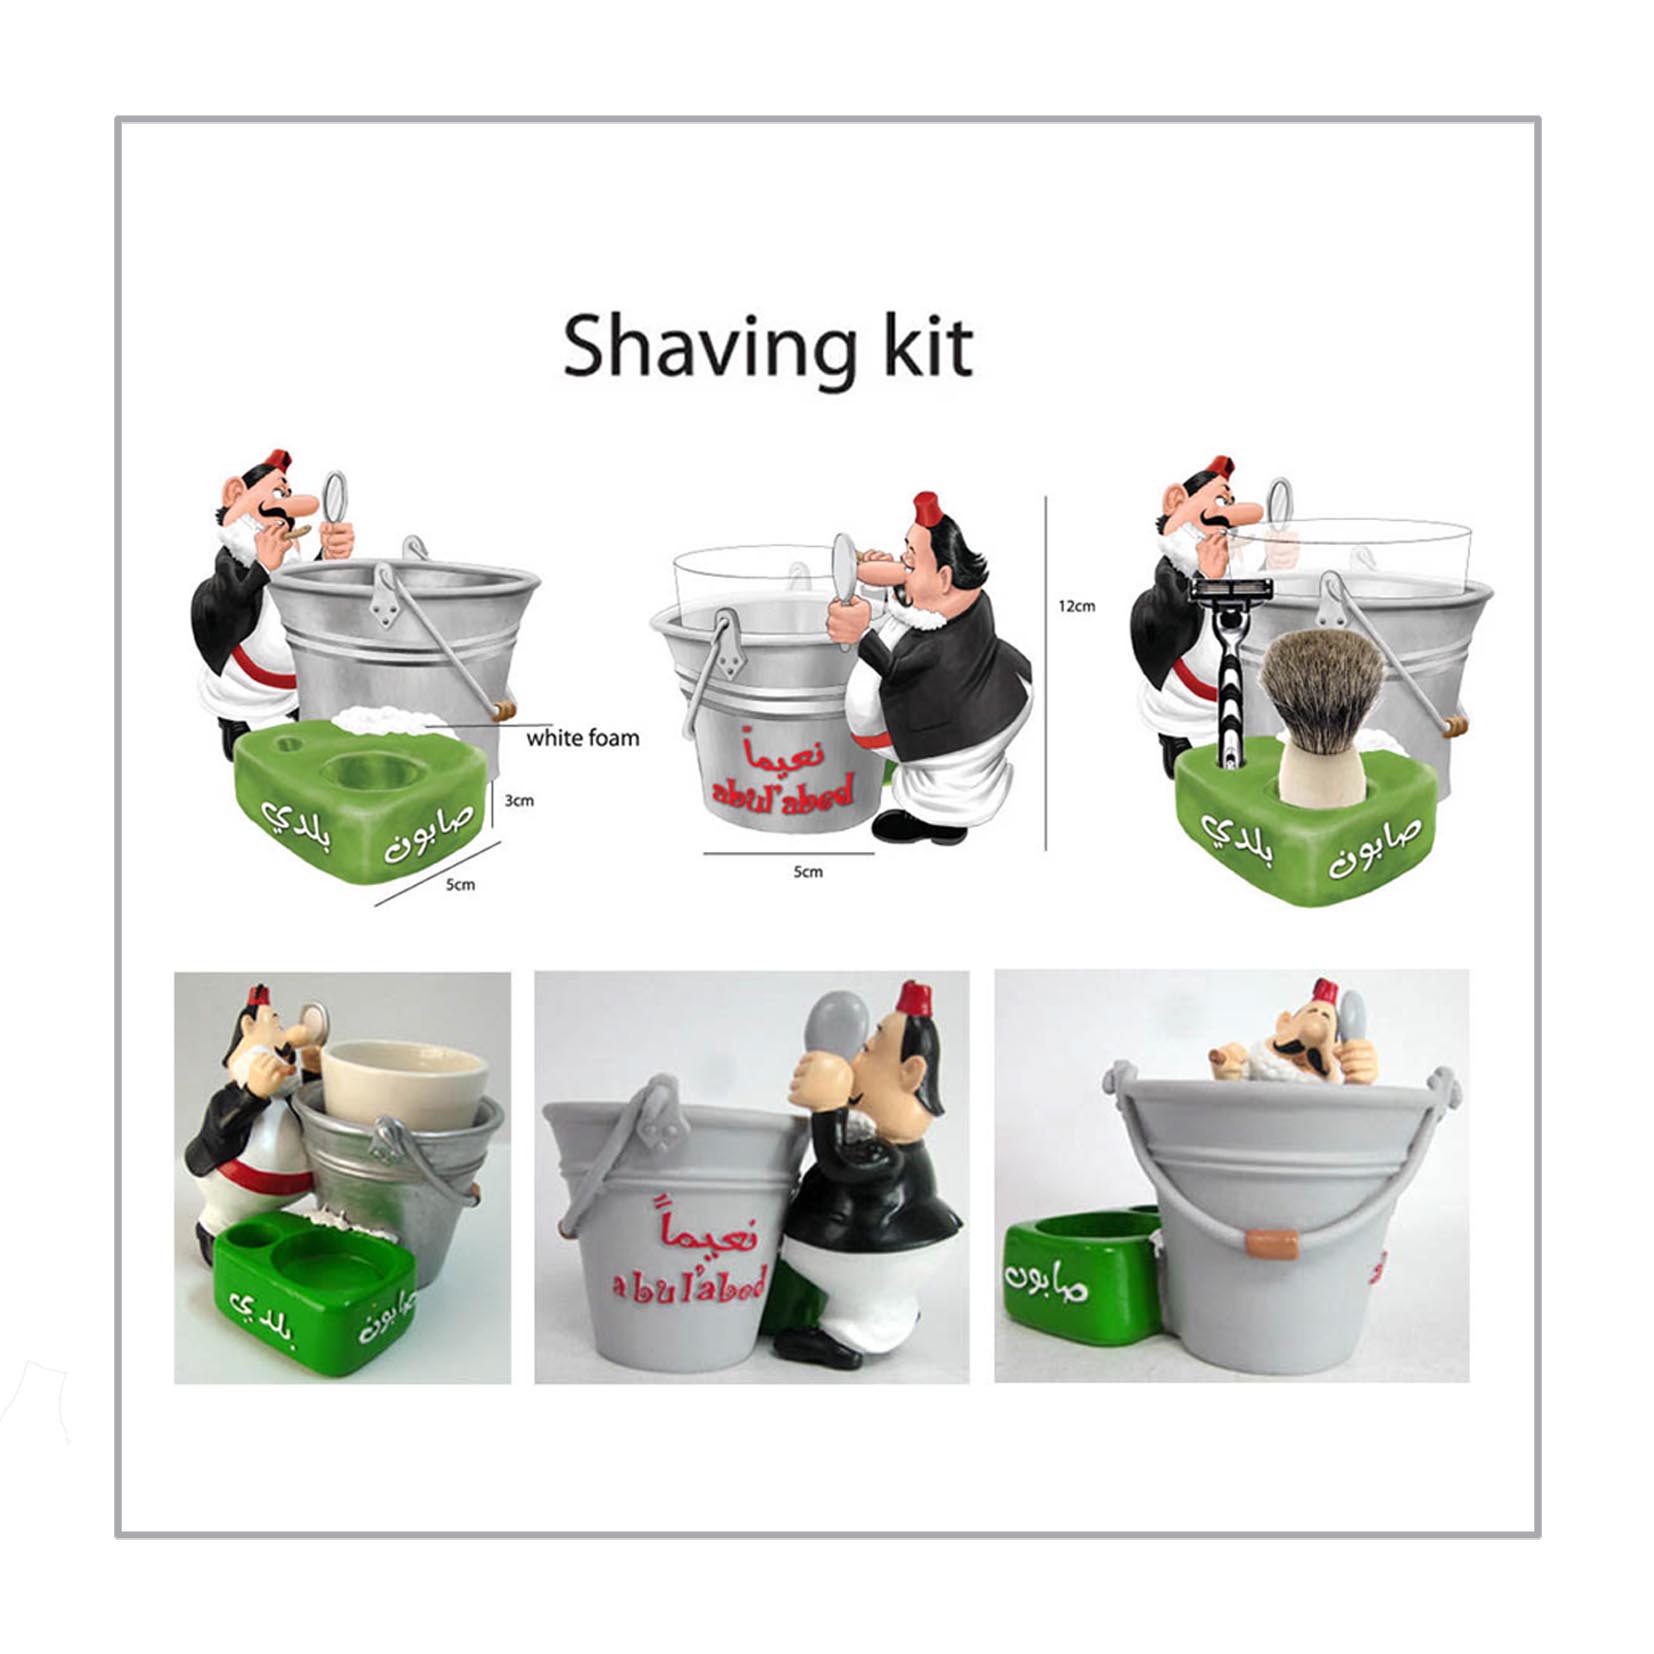 Shaving kit
white foam
3cm
5cm
بلدي
صابون
نعيماً
abul'abed
5cm
12cm
بلدي
صابون
بلدي
صابون
نعيماً
abul'abed
صابون